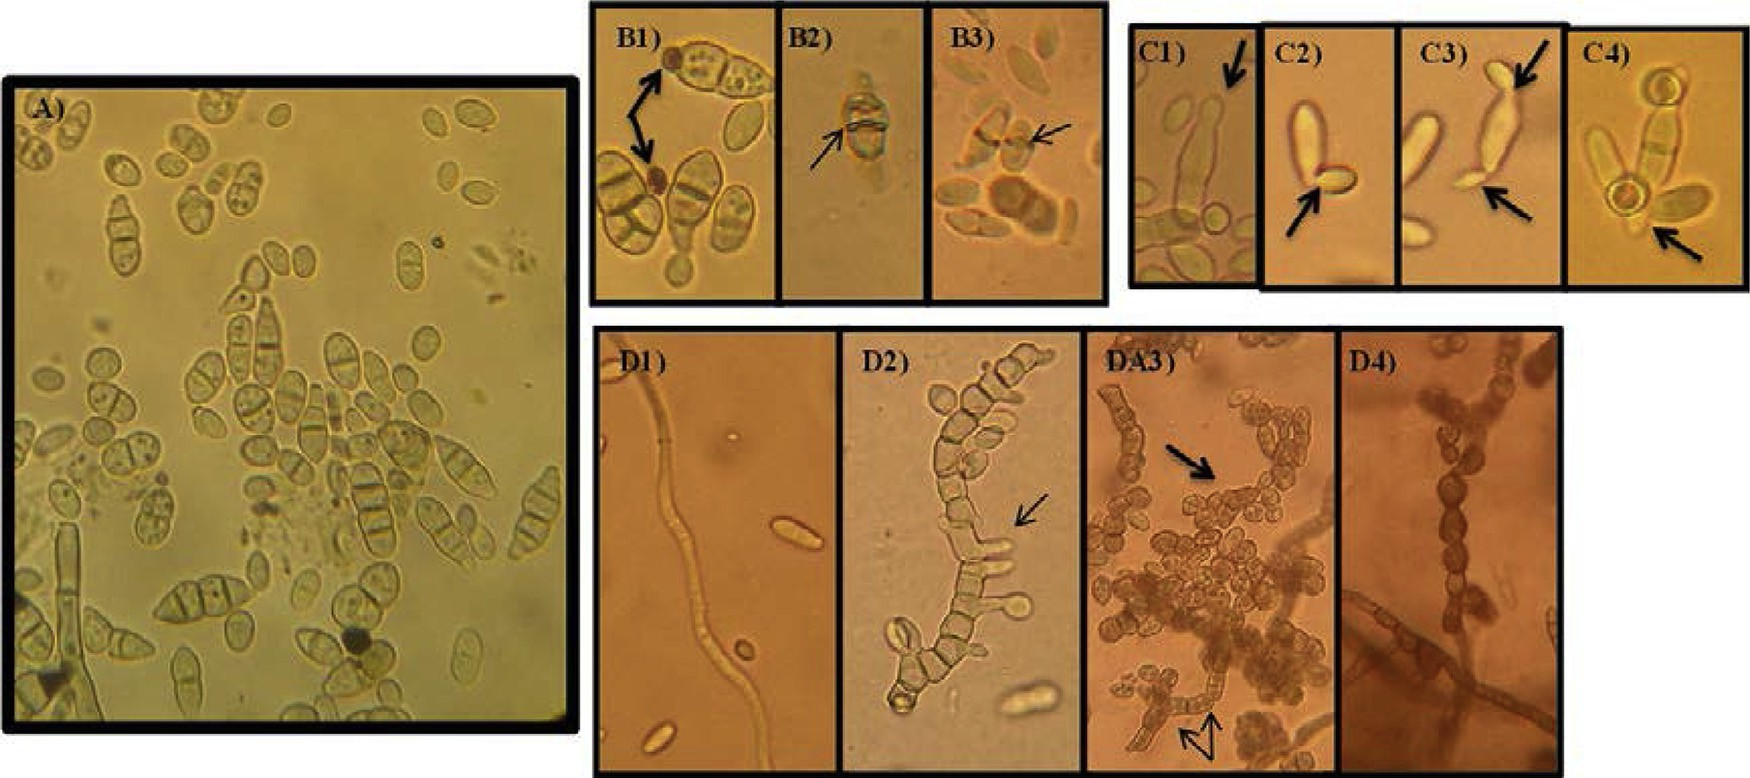 A)
B1)
B2)
B3)
C1)
C2)
C3)
C4)
D1)
D2)
DA3)
D4)